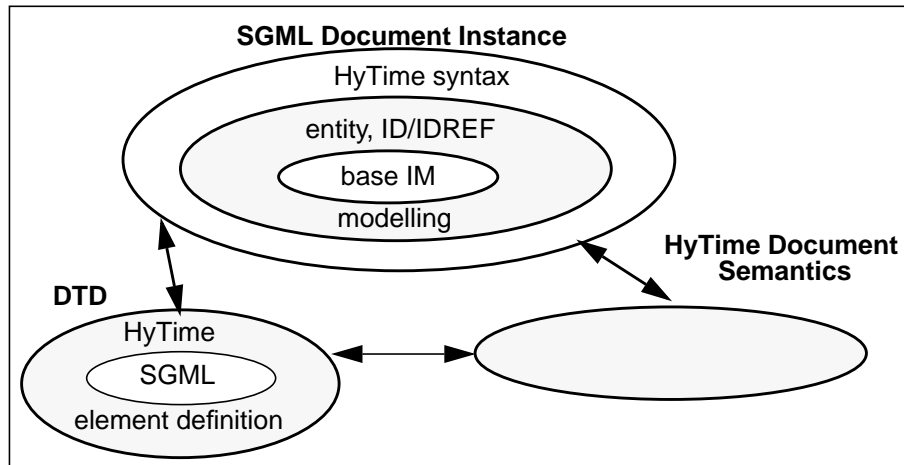 SGML Document Instance
HyTime syntax
entity, ID/IDREF
base IM
modelling
HyTime Document
Semantics
DTD
HyTime
SGML
element definition